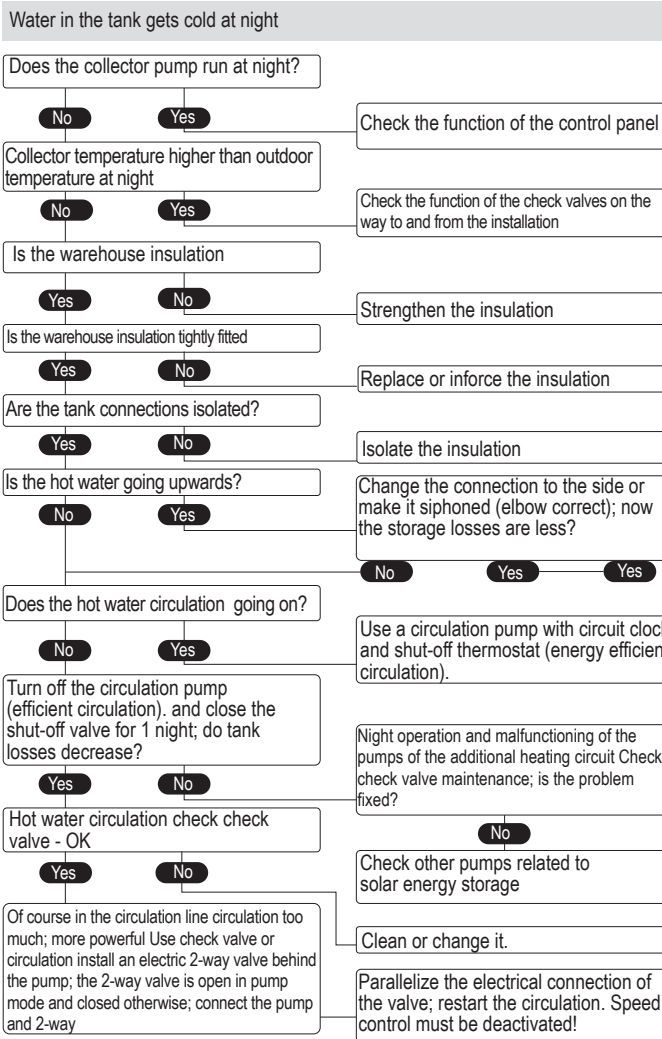 Water in the tank gets cold at night
Does the collector pump run at night?
No
Yes
Check the function of the control panel
Collector temperature higher than outdoor
temperature at night
No
Yes
Check the function of the check valves on the
way to and from the installation
Is the warehouse insulation
Yes
No
Strengthen the insulation
Is the warehouse insulation tightly fitted
Yes
No
Replace or inforce the insulation
Are the tank connections isolated?
Yes
No
Isolate the insulation
Is the hot water going upwards?
No
Yes
Change the connection to the side or
make it siphoned (elbow correct); now
the storage losses are less?
No
Yes
Yes
Does the hot water circulation going on?
No
Yes
Use a circulation pump with circuit
and shut-off thermostat (energy
circulation).
Turn off the circulation pump
(efficient circulation). and close the
shut-off valve for 1 night; do tank
losses decrease?
Yes
No
Night operation and malfunctioning of the
pumps of the additional heating circuit Check
check valve maintenance; is the problem
fixed?
No
Check other pumps related to
solar energy storage
Hot water circulation check check
valve - OK
Yes
No
Clean or change it.
Of course in the circulation line circulation too
much; more powerful Use check valve or
circulation install an electric 2-way valve behind
the pump; the 2-way valve is open in pump
mode and closed otherwise; connect the pump
and 2-way
Parallelize the electrical connection of
the valve; restart the circulation. Speed
control must be deactivated!